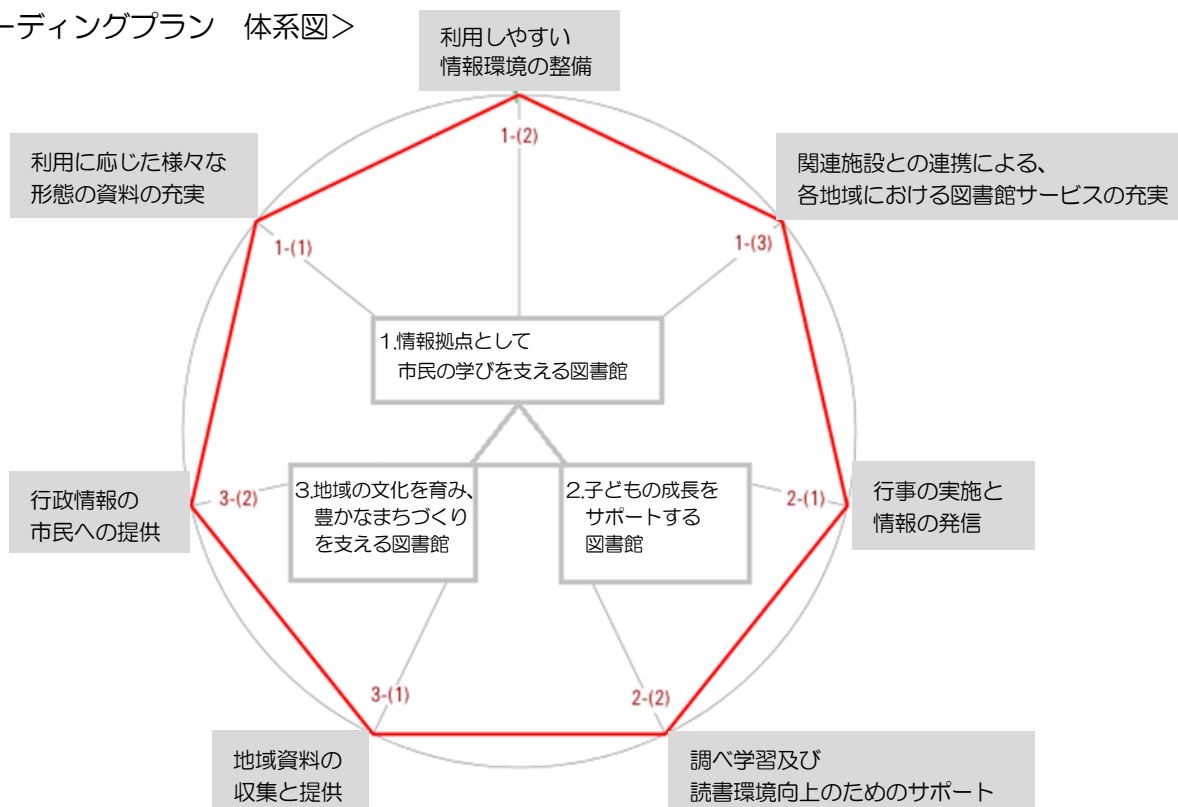 ーディングプラン　体系図＞
利用しやすい
情報環境の整備
1-(2)
利用に応じた様々な
形態の資料の充実
1-(1)
関連施設との連携による、
各地域における図書館サービスの充実
1-(3)
1.情報拠点として
市民の学びを支える図書館
3.地域の文化を育み、
豊かなまちづくり
を支える図書館
2.子どもの成長を
サポートする
図書館
行政情報の
市民への提供
3-(2)
2-(1)
行事の実施と
情報の発信
3-(1)
2-(2)
地域資料の
収集と提供
調べ学習及び
読書環境向上のためのサポート